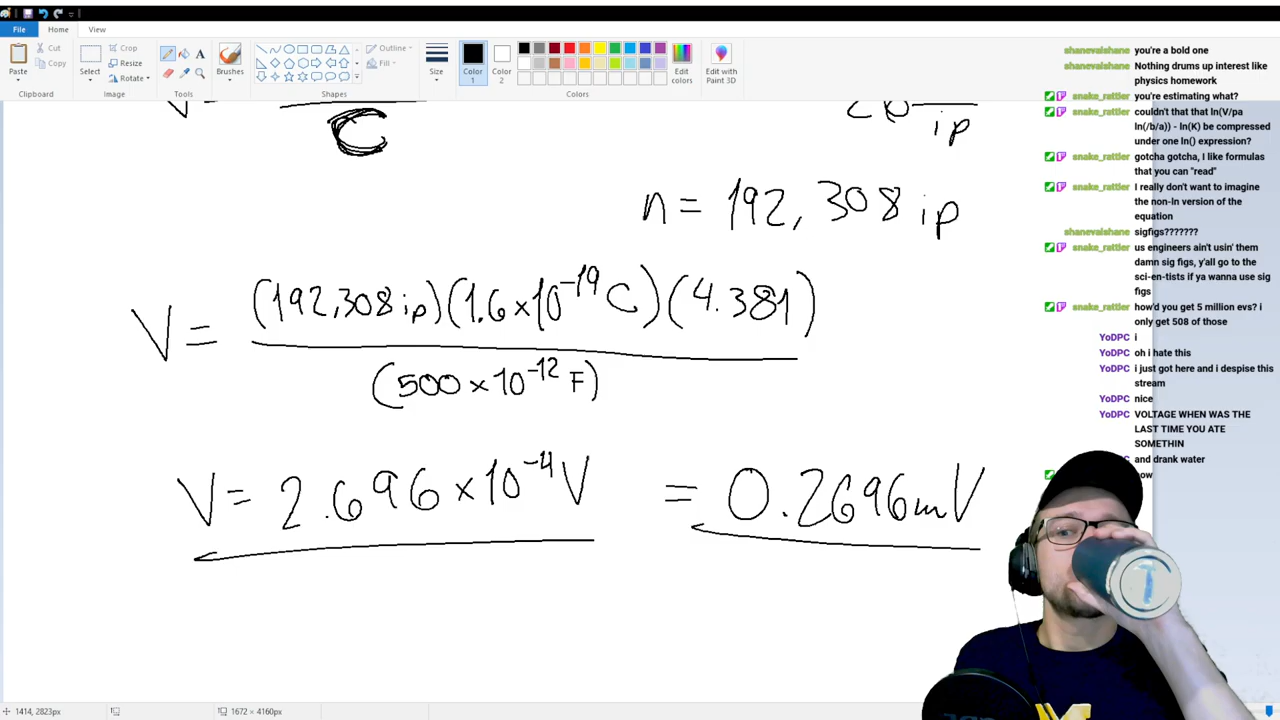 File Home View
Paste
Cut
Copy
Clipboard
Select
Crop
Resize
Rotate
Image
A
Tools
Brushes
Outline
Fill
Shapes
Size
Color 1
Color 2
Edit colors
Colors
Edit with Paint 3D
V =
C
ip
n = 192,308 ip
V = (192,308 ip)(1.6 x 10⁻¹⁹ C)(4.381)
(500 x 10⁻¹² F)
V = 2.696 x 10⁻⁴ V = 0.2696mV
shanevaishane you're a bold one
shanevaishane Nothing drums up interest like
physics homework
snake_rattler you're estimating what?
snake_rattler couldn't that that ln(V/pa
ln(/b/a)) - ln(K) be compressed
under one ln() expression?
snake_rattler gotcha gotcha, I like formulas
that you can "read"
snake_rattler I really don't want to imagine
the non-ln version of the
equation
shanevaishane sigfigs???????
snake_rattler us engineers ain't usin' them
damn sig figs, y'all go to the
sci-en-tists if ya wanna use sig
figs
snake_rattler how'd you get 5 million evs? i
only get 508 of those
YoDPC i
YoDPC oh i hate this
YoDPC i just got here and i despise this
stream
YoDPC nice
YoDPC VOLTAGE WHEN WAS THE
LAST TIME YOU ATE
SOMETHIN
and drank water
1414, 2823px
1672 × 4160px